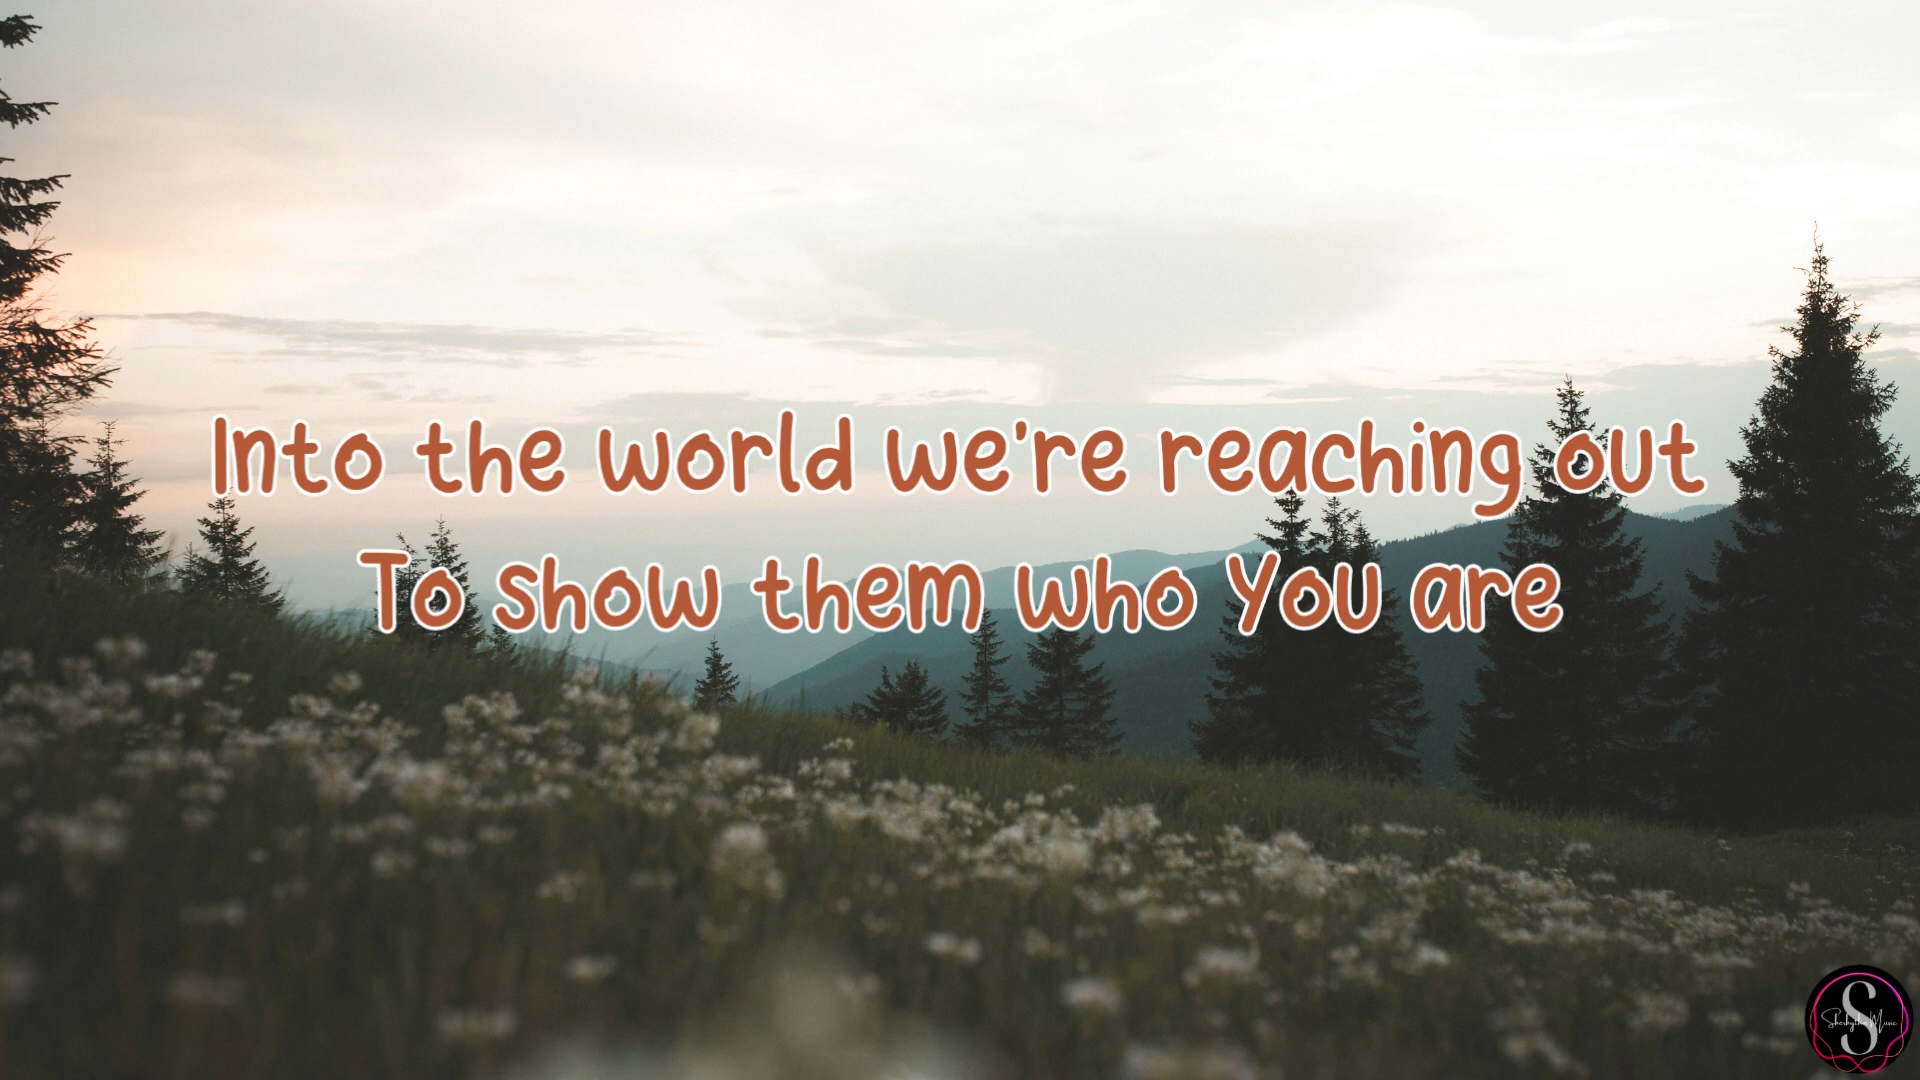 Into the world we're reaching out
To show them who You are
S